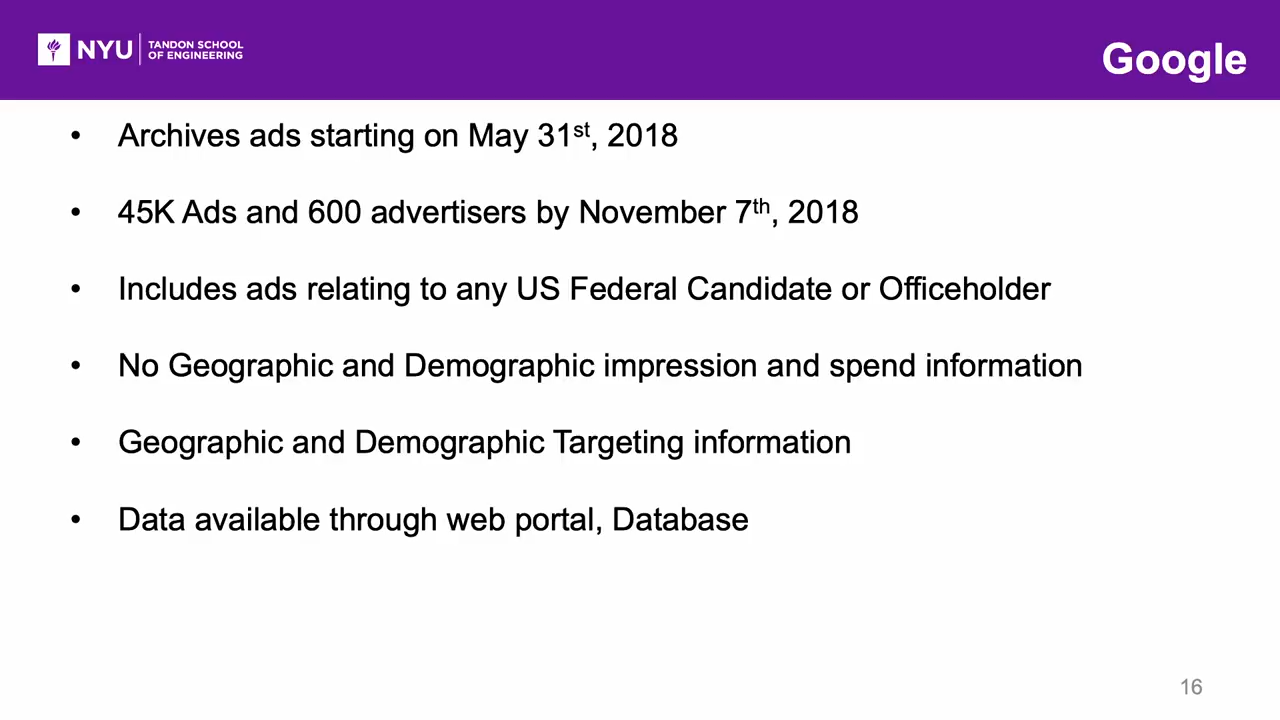 NYU
TANDON SCHOOL
OF ENGINEERING
Google
• Archives ads starting on May 31st, 2018
• 45K Ads and 600 advertisers by November 7th, 2018
• Includes ads relating to any US Federal Candidate or Officeholder
• No Geographic and Demographic impression and spend information
• Geographic and Demographic Targeting information
• Data available through web portal, Database
16